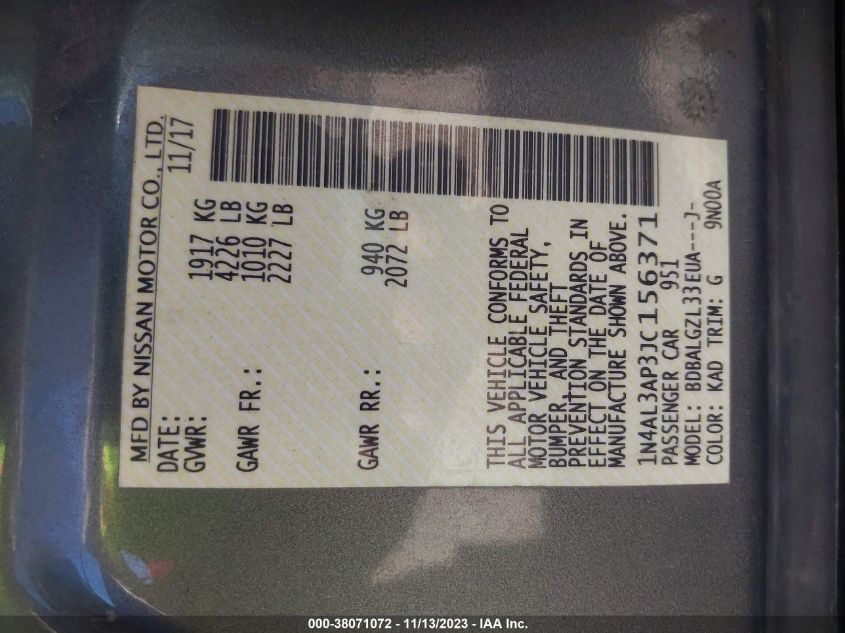 MFD BY NISSAN MOTOR CO., LTD.
DATE: 11/17
GVWR: 1917 KG
4226 LB
GAWR FR.: 1010 KG
2227 LB
GAWR RR.: 940 KG
2072 LB
THIS VEHICLE CONFORMS TO
ALL APPLICABLE FEDERAL
MOTOR VEHICLE SAFETY,
BUMPER, AND THEFT
PREVENTION STANDARDS IN
EFFECT ON THE DATE OF
MANUFACTURE SHOWN ABOVE.
1N4AL3AP3JC156371
PASSENGER CAR 951
MODEL: BDBALGZL33EUA---J-
COLOR: KAD TRIM: G 9N00A
000-38071072 - 11/13/2023 - IAA Inc.